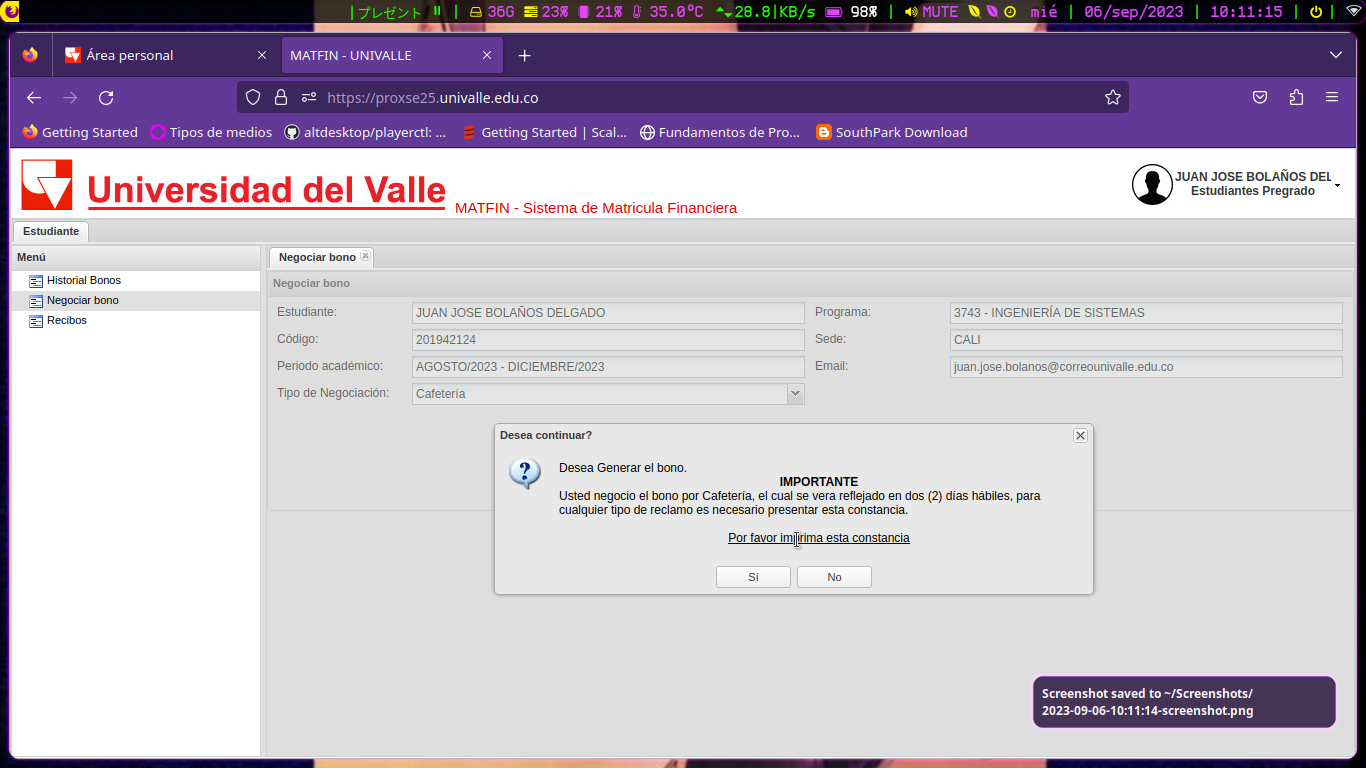 |プレゼント || | 36G 23% 21% 35.0°C 28.8|KB/s 98% | MUTE mié | 06/sep/2023 | 10:11:15 | |
Área personal
MATFIN - UNIVALLE
https://proxse25.univalle.edu.co
Getting Started
Tipos de medios
altdesktop/playerctl: ...
Getting Started | Scal...
Fundamentos de Pro...
SouthPark Download
Universidad del Valle
MATFIN - Sistema de Matricula Financiera
JUAN JOSE BOLAÑOS DEL
Estudiantes Pregrado
Estudiante
Menú
Historial Bonos
Negociar bono
Recibos
Negociar bono
Negociar bono
Estudiante: JUAN JOSE BOLAÑOS DELGADO
Programa: 3743 - INGENIERÍA DE SISTEMAS
Código: 201942124
Sede: CALI
Periodo académico: AGOSTO/2023 - DICIEMBRE/2023
Email: juan.jose.bolanos@correounivalle.edu.co
Tipo de Negociación: Cafetería
Desea continuar?
Desea Generar el bono.
IMPORTANTE
Usted negocio el bono por Cafetería, el cual se vera reflejado en dos (2) días hábiles, para
cualquier tipo de reclamo es necesario presentar esta constancia.
Por favor imprima esta constancia
Sí
No
Screenshot saved to ~/Screenshots/
2023-09-06-10:11:14-screenshot.png